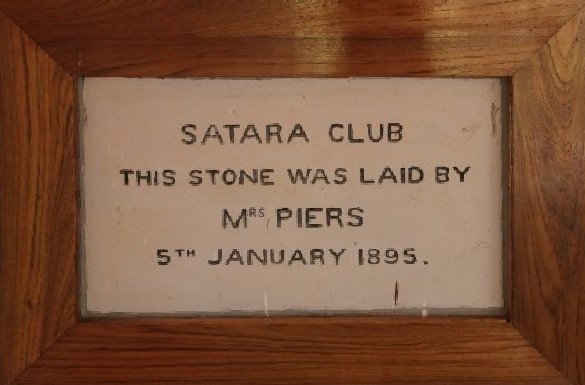 SATARA CLUB
THIS STONE WAS LAID BY
MRS PIERS
5TH JANUARY 1895.